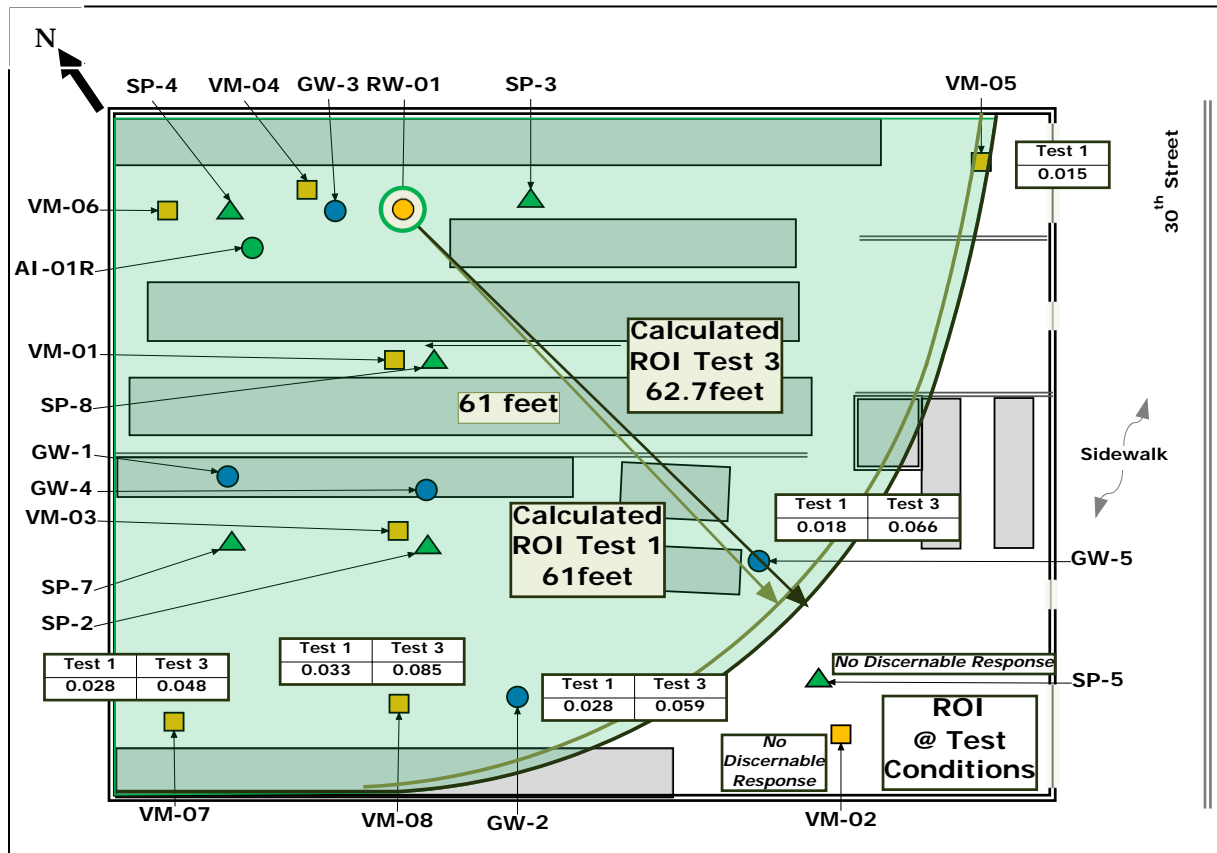 N
SP-4
VM-04
GW-3
RW-01
SP-3
VM-05
Test 1
0.015
30th Street
VM-06
AI-01R
VM-01
SP-8
Calculated
ROI Test 3
62.7feet
61 feet
GW-1
GW-4
VM-03
SP-7
SP-2
Calculated
ROI Test 1
61feet
Test 1 Test 3
0.018 0.066
Sidewalk
GW-5
Test 1 Test 3
0.028 0.048
Test 1 Test 3
0.033 0.085
Test 1 Test 3
0.028 0.059
No Discernable Response
SP-5
No
Discernable
Response
ROI
@ Test
Conditions
VM-07
VM-08
GW-2
VM-02